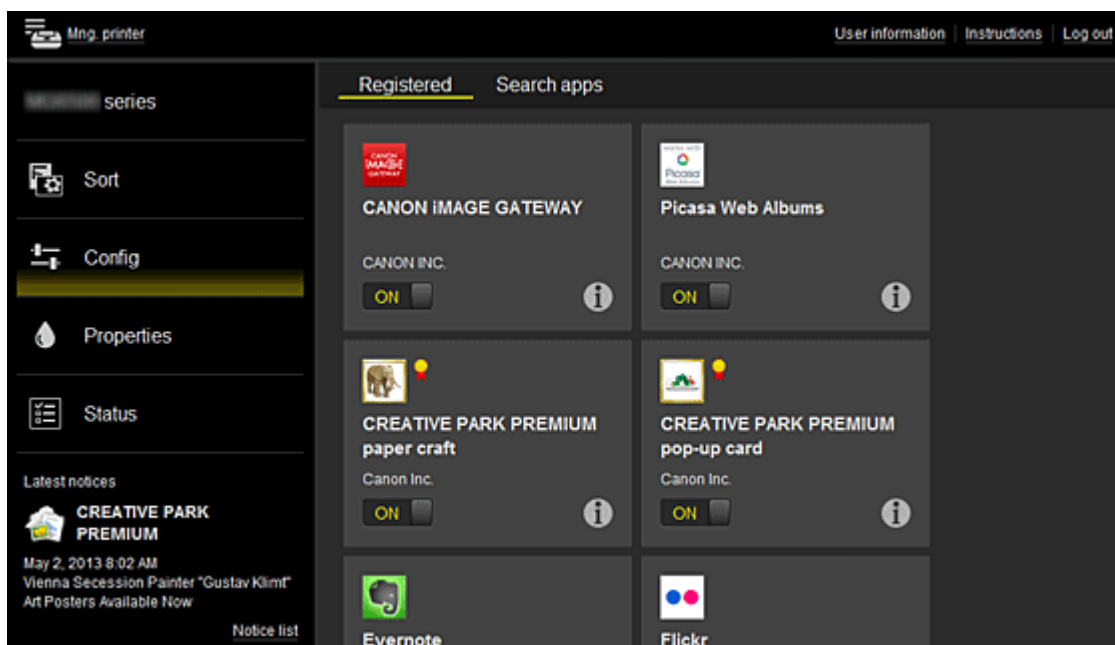 Mng. printer
User information
Instructions
Log out
series
Registered
Search apps
Sort
Config
Properties
Status
CANON iMAGE GATEWAY
CANON INC.
ON
Picasa
Picasa Web Albums
CANON INC.
ON
CREATIVE PARK PREMIUM
paper craft
Canon Inc.
ON
CREATIVE PARK PREMIUM
pop-up card
Canon Inc.
ON
Evernote
Flickr
Latest notices
CREATIVE PARK
PREMIUM
May 2, 2013 8:02 AM
Vienna Secession Painter "Gustav Klimt"
Art Posters Available Now
Notice list